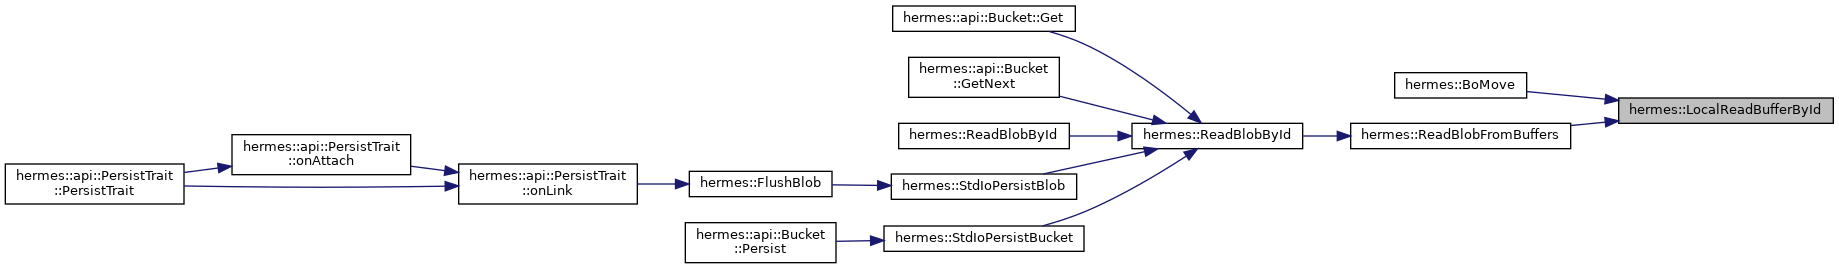 hermes::api::Bucket::Get
hermes::api::Bucket
::GetNext
hermes::BoMove
hermes::LocalReadBufferById
hermes::ReadBlobById
hermes::ReadBlobById
hermes::ReadBlobFromBuffers
hermes::api::PersistTrait
::onAttach
hermes::api::PersistTrait
::PersistTrait
hermes::api::PersistTrait
::onLink
hermes::FlushBlob
hermes::StdIoPersistBlob
hermes::api::Bucket
::Persist
hermes::StdIoPersistBucket